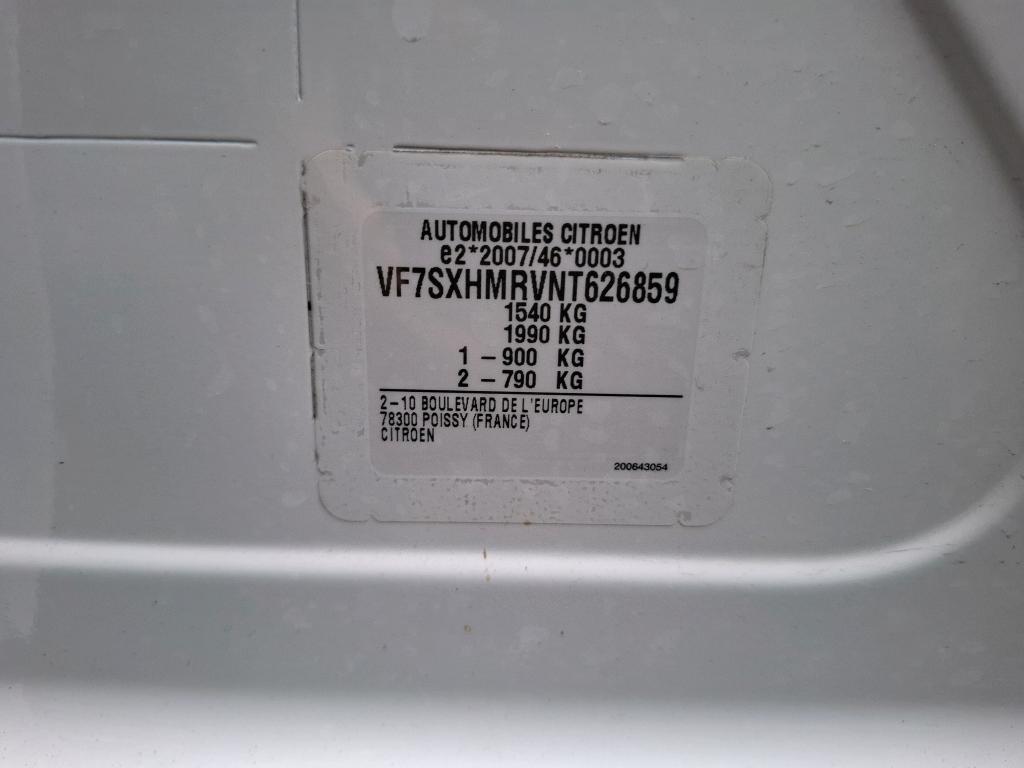 AUTOMOBILES CITROEN
e2*2007/46*0003
VF7SXHMRVNT626859
1540 KG
1990 KG
1 - 900 KG
2 - 790 KG
2-10 BOULEVARD DE L'EUROPE
78300 POISSY (FRANCE)
CITROEN
200643054